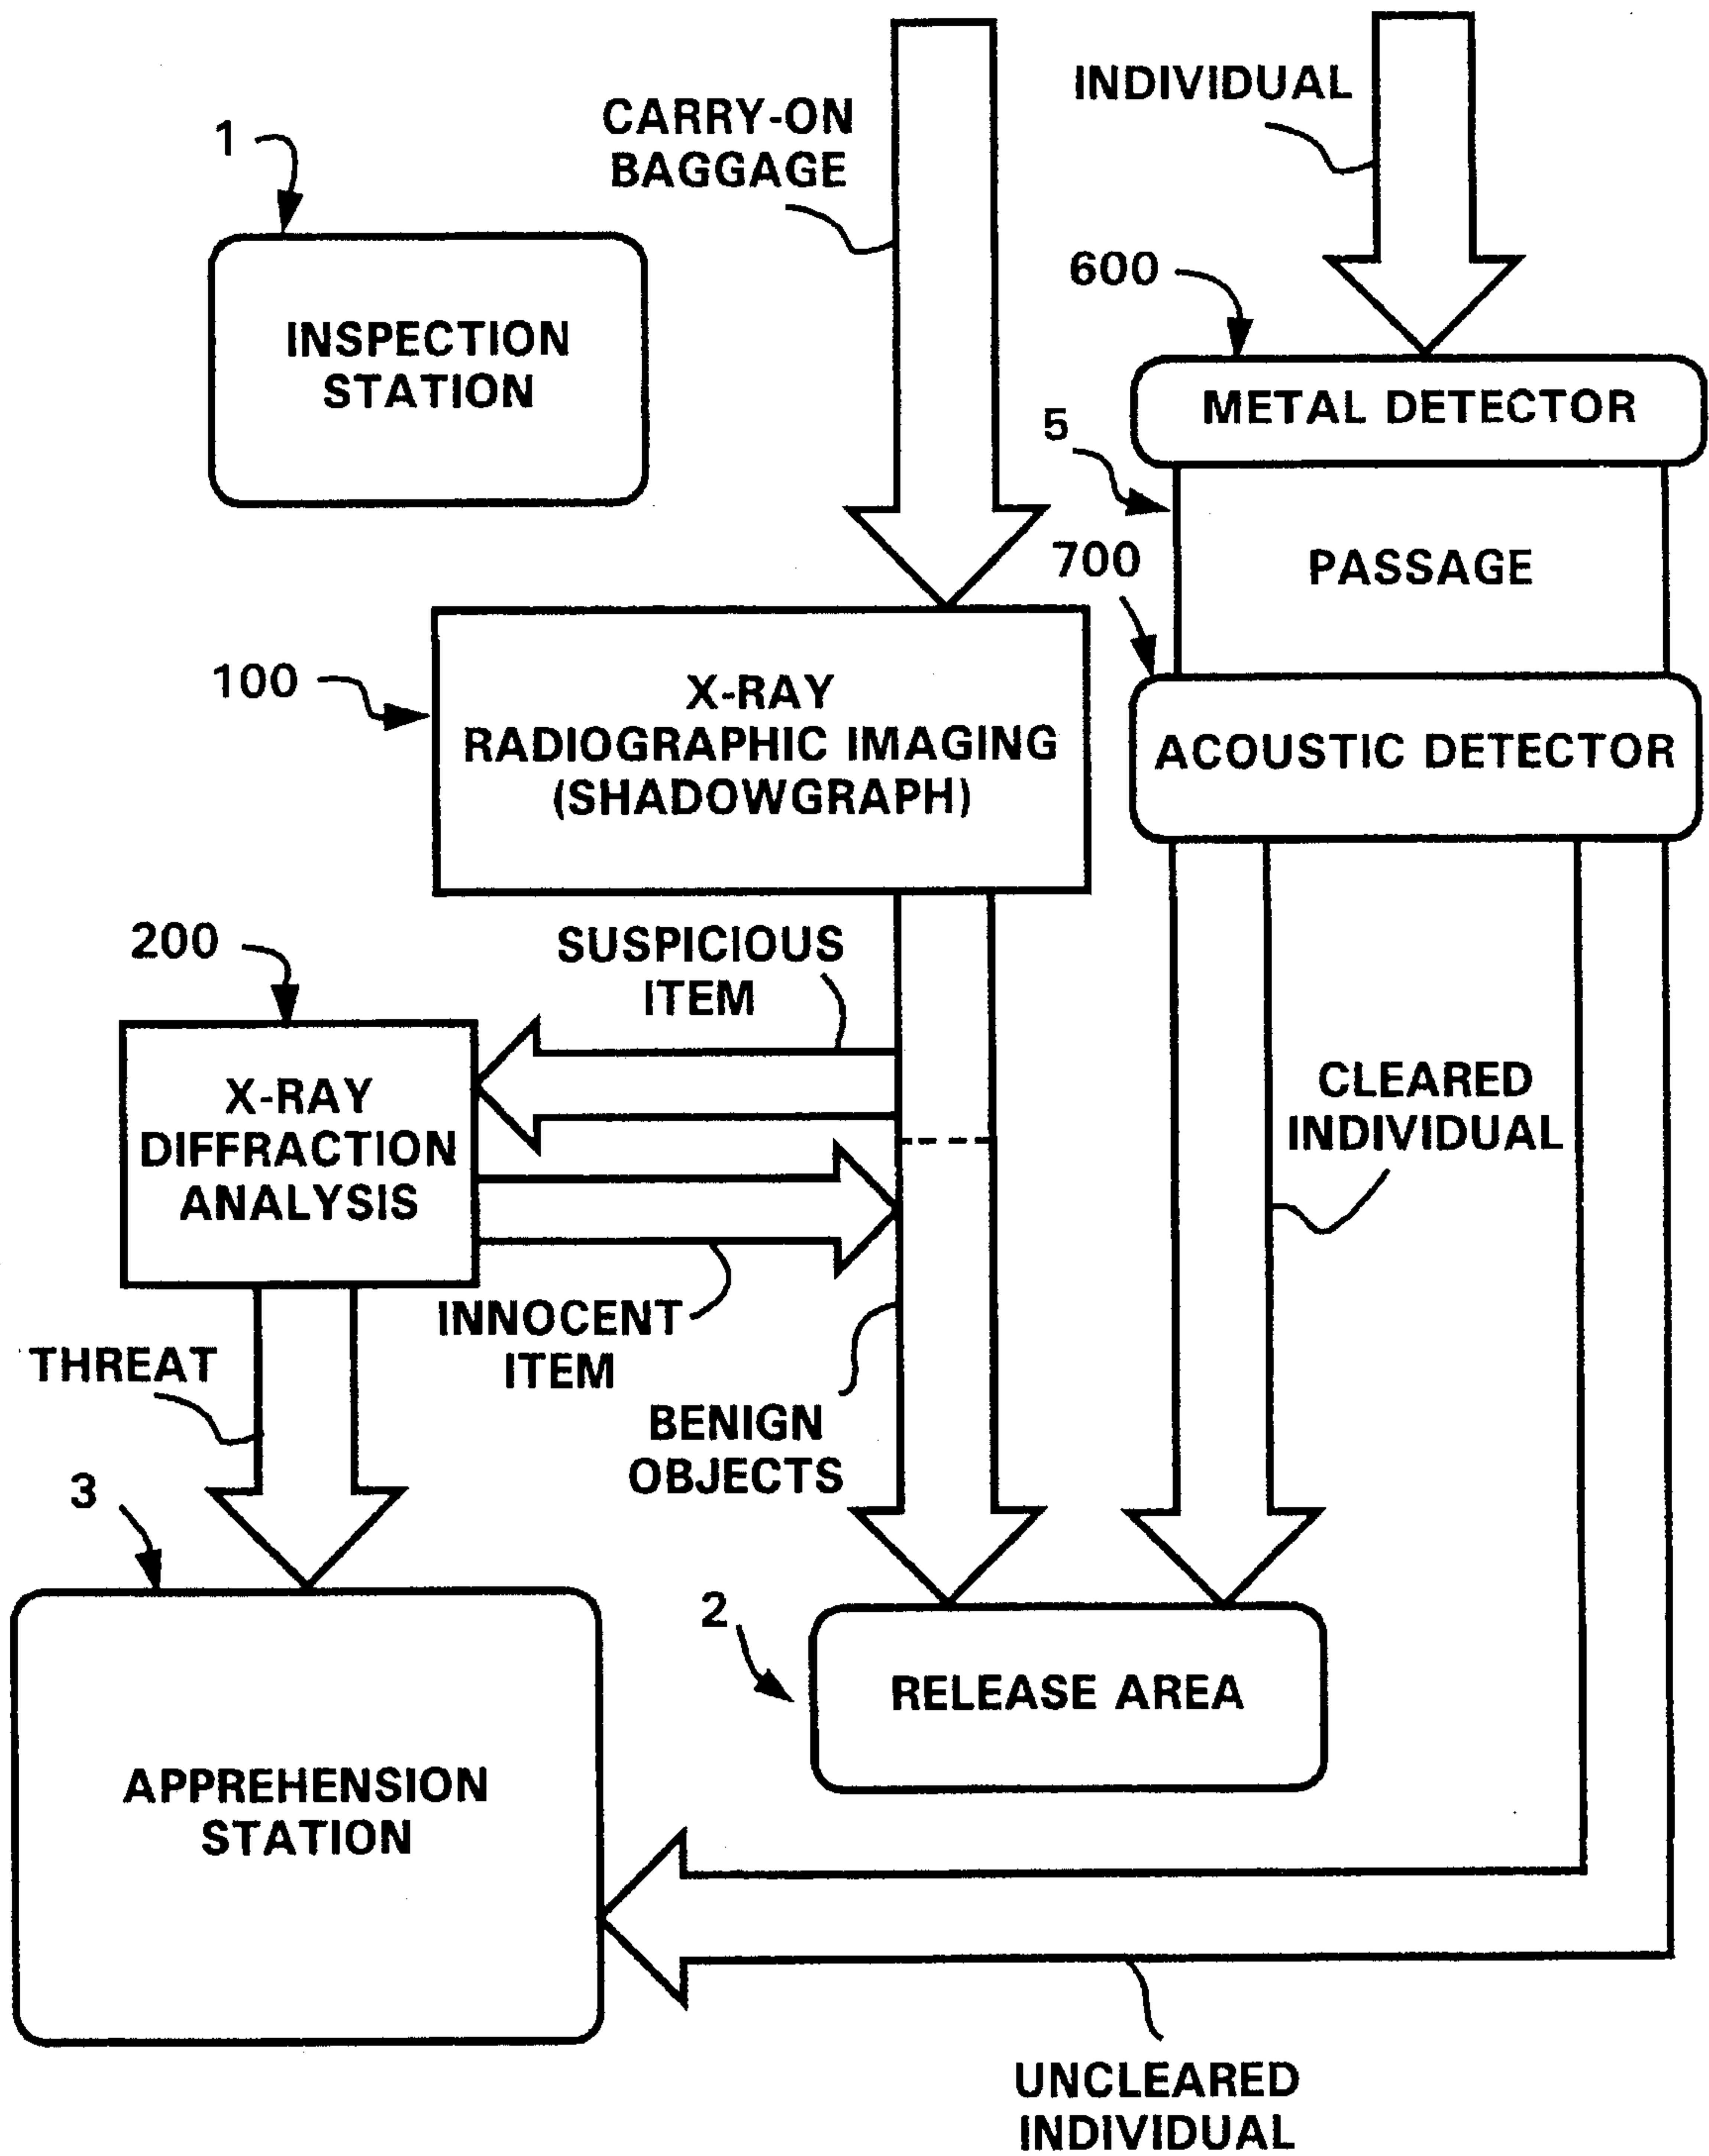 INDIVIDUAL
CARRY-ON
BAGGAGE
1
INSPECTION
STATION
600
METAL DETECTOR
5
PASSAGE
700
ACOUSTIC DETECTOR
100
X-RAY
RADIOGRAPHIC IMAGING
(SHADOWGRAPH)
200
SUSPICIOUS
ITEM
X-RAY
DIFFRACTION
ANALYSIS
CLEARED
INDIVIDUAL
INNOCENT
ITEM
THREAT
BENIGN
OBJECTS
3
2
RELEASE AREA
APPREHENSION
STATION
UNCLEARED
INDIVIDUAL